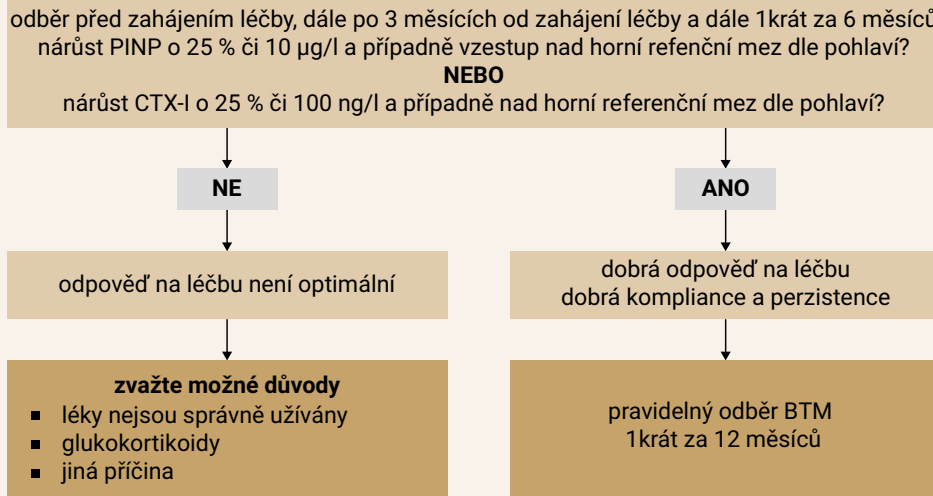 odběr před zahájením léčby, dále po 3 měsících od zahájení léčby a dále 1krát za 6 měsíců
nárůst PINP o 25 % či 10 µg/l a případně vzestup nad horní refenční mez dle pohlaví?
NEBO
nárůst CTX-I o 25 % či 100 ng/l a případně nad horní referenční mez dle pohlaví?
NE
ANO
odpověď na léčbu není optimální
dobrá odpověď na léčbu
dobrá kompliance a perzistence
zvažte možné důvody
▪ léky nejsou správně užívány
▪ glukokortikoidy
▪ jiná příčina
pravidelný odběr BTM
1krát za 12 měsíců